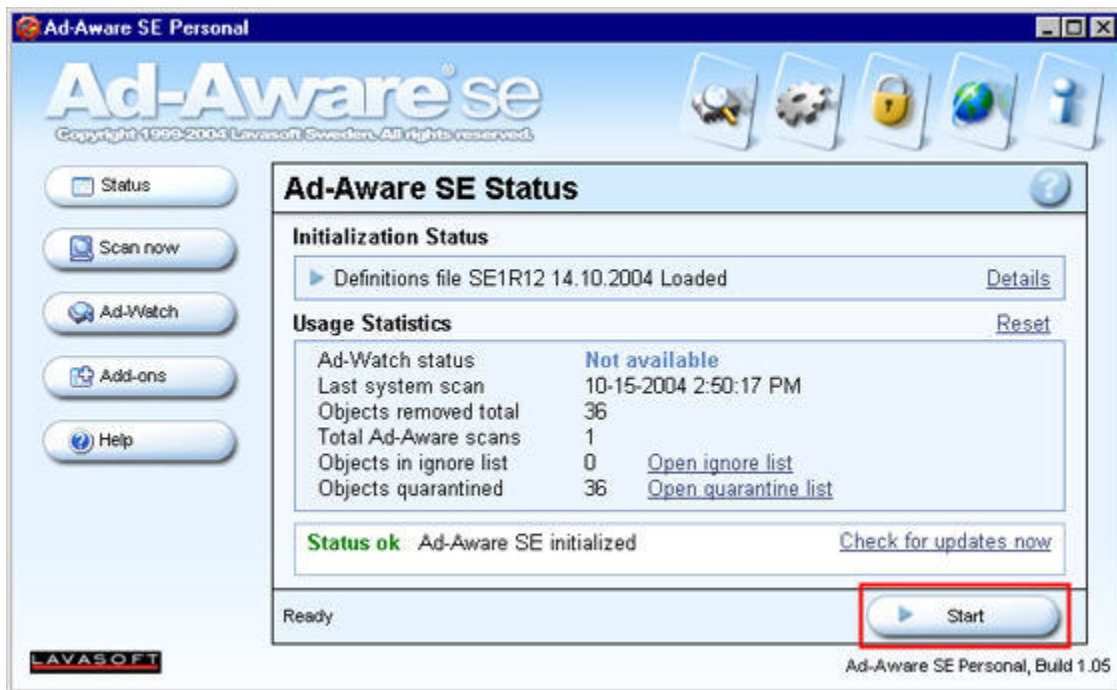 Ad-Aware SE Personal
Ad-Aware® se
Copyright 1999-2004 Lavasoft Sweden. All rights reserved.
Status
Scan now
Ad-Watch
Add-ons
Help
Ad-Aware SE Status
Initialization Status
Definitions file SE1R12 14.10.2004 Loaded Details
Usage Statistics Reset
Ad-Watch status Not available
Last system scan 10-15-2004 2:50:17 PM
Objects removed total 36
Total Ad-Aware scans 1
Objects in ignore list 0 Open ignore list
Objects quarantined 36 Open quarantine list
Status ok Ad-Aware SE initialized Check for updates now
Ready Start
LAVASOFT
Ad-Aware SE Personal, Build 1.05